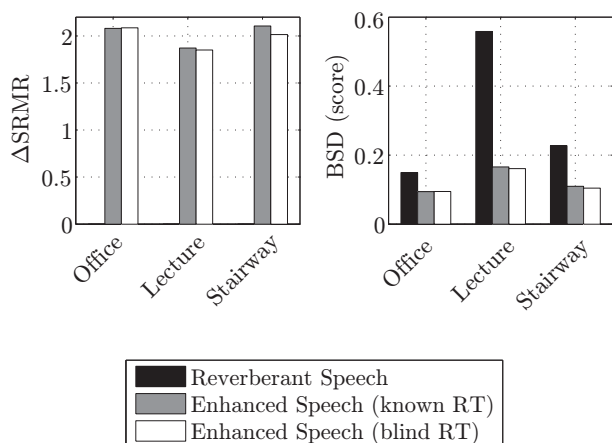 2
1.5
1
0.5
0
ΔSRMR
Office
Lecture
Stairway
0.6
0.4
0.2
0
BSD (score)
Office
Lecture
Stairway
Reverberant Speech
Enhanced Speech (known RT)
Enhanced Speech (blind RT)